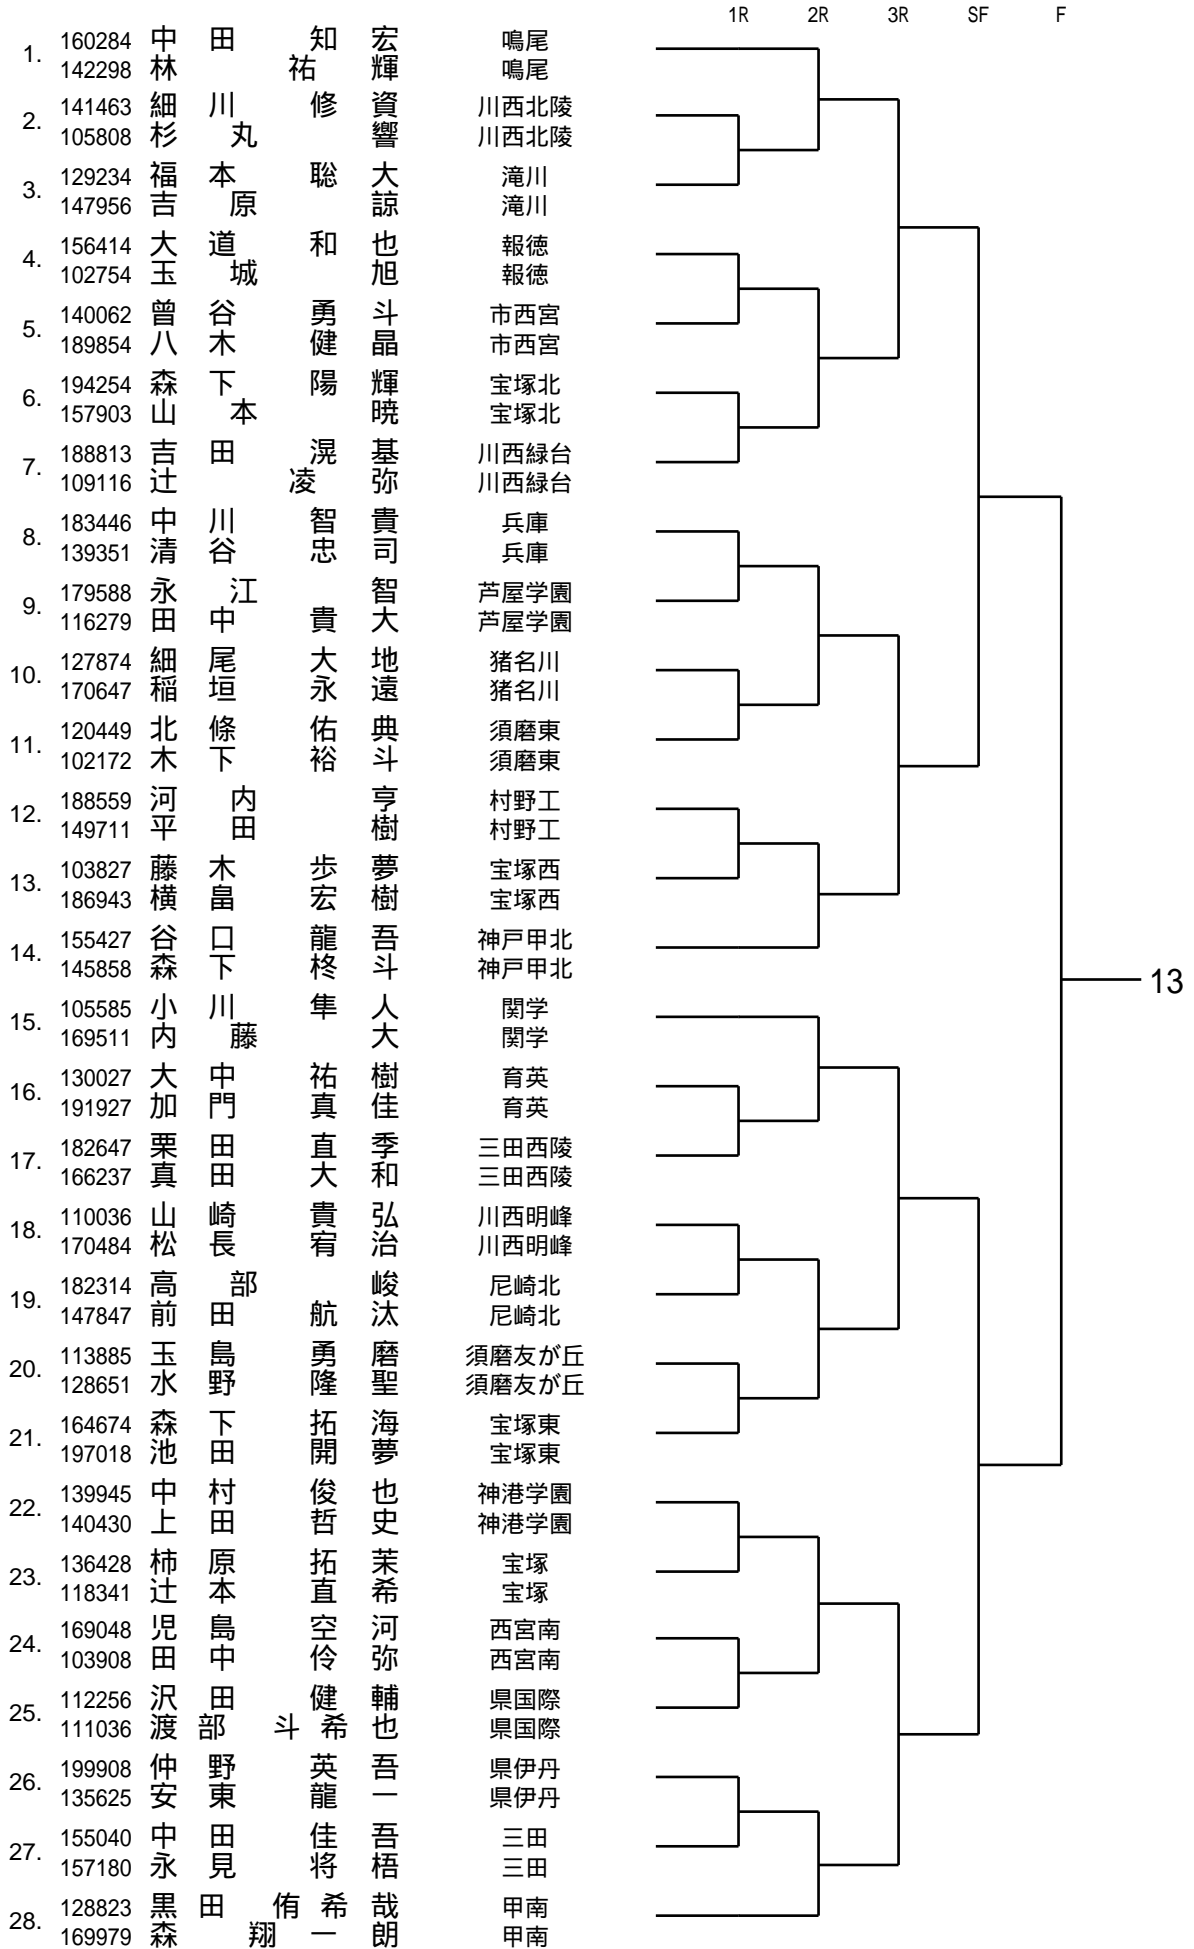 1R 2R 3R SF F
1. 160284 中田 知宏 鳴尾
142298 林 祐輝 鳴尾
2. 141463 細川 修資 川西北陵
105808 杉丸 響 川西北陵
3. 129234 福本 聡大 滝川
147956 吉原 諒 滝川
4. 156414 大道 和也 報徳
102754 玉城 旭 報徳
5. 140062 曽谷 勇斗 市西宮
189854 八木 健晶 市西宮
6. 194254 森下 陽輝 宝塚北
157903 山本 暁 宝塚北
7. 188813 吉田 滉基 川西緑台
109116 辻 凌弥 川西緑台
8. 183446 中川 智貴 兵庫
139351 清谷 忠司 兵庫
9. 179588 永江 智 芦屋学園
116279 田中 貴大 芦屋学園
10. 127874 細尾 大地 猪名川
170647 稲垣 永遠 猪名川
11. 120449 北條 佑典 須磨東
102172 木下 裕斗 須磨東
12. 188559 河内 亨 村野工
149711 平田 樹 村野工
13. 103827 藤木 歩夢 宝塚西
186943 横畠 宏樹 宝塚西
14. 155427 谷口 龍吾 神戸甲北
145858 森下 柊斗 神戸甲北
13
15. 105585 小川 隼人 関学
169511 内藤 大 関学
16. 130027 大中 祐樹 育英
191927 加門 真佳 育英
17. 182647 栗田 直季 三田西陵
166237 真田 大和 三田西陵
18. 110036 山崎 貴弘 川西明峰
170484 松長 宥治 川西明峰
19. 182314 高部 峻 尼崎北
147847 前田 航汰 尼崎北
20. 113885 玉島 勇磨 須磨友が丘
128651 水野 隆聖 須磨友が丘
21. 164674 森下 拓海 宝塚東
197018 池田 開夢 宝塚東
22. 139945 中村 俊也 神港学園
140430 上田 哲史 神港学園
23. 136428 柿原 拓茉 宝塚
118341 辻本 直希 宝塚
24. 169048 児島 空河 西宮南
103908 田中 伶弥 西宮南
25. 112256 沢田 健輔 県国際
111036 渡部 斗希也 県国際
26. 199908 仲野 英吾 県伊丹
135625 安東 龍一 県伊丹
27. 155040 中田 佳吾 三田
157180 永見 将梧 三田
28. 128823 黒田 侑希哉 甲南
169979 森 翔一朗 甲南